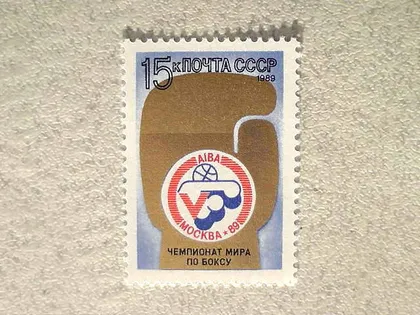 15к ПОЧТА СССР
1989
AIBA
МОСКВА ★ 89
ЧЕМПИОНАТ МИРА
ПО БОКСУ